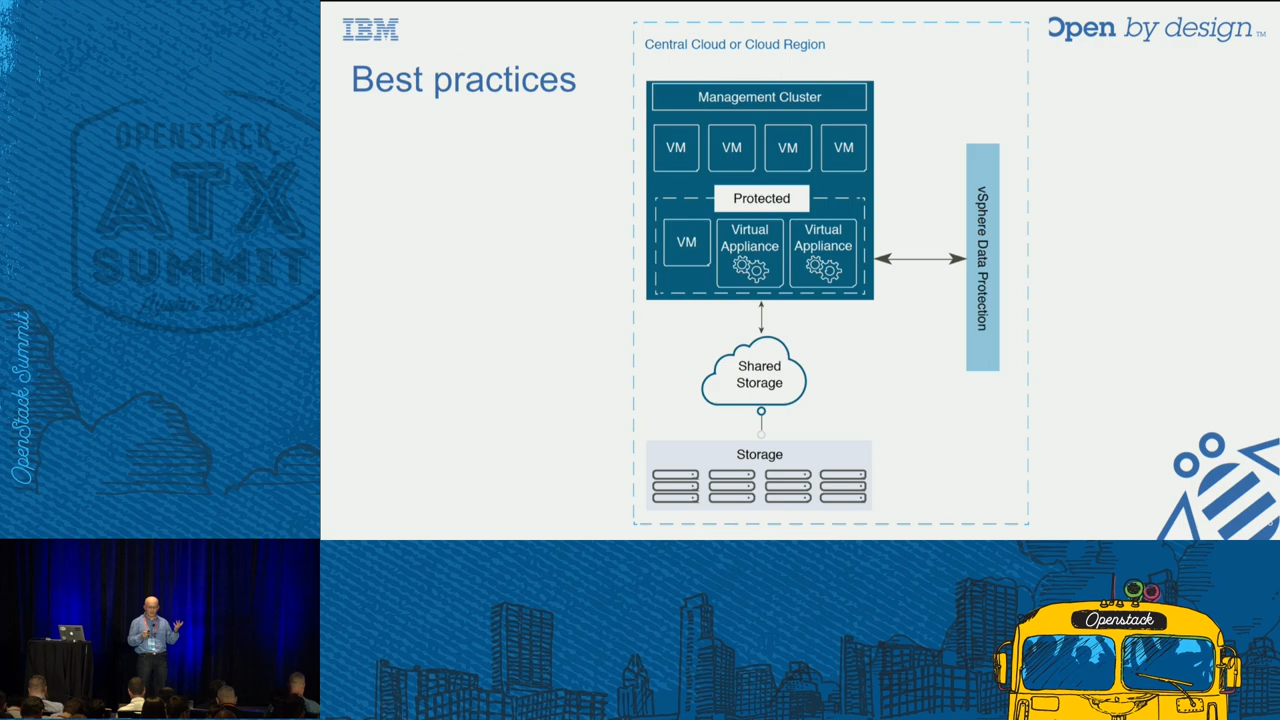 OPENSTACK
ATX
SUMMIT
OpenStack Summit
IBM
Open by design TM
Best practices
Central Cloud or Cloud Region
Management Cluster
VM VM VM VM
Protected
VM
Virtual
Appliance
Virtual
Appliance
vSphere Data Protection
Shared
Storage
Storage
Openstack